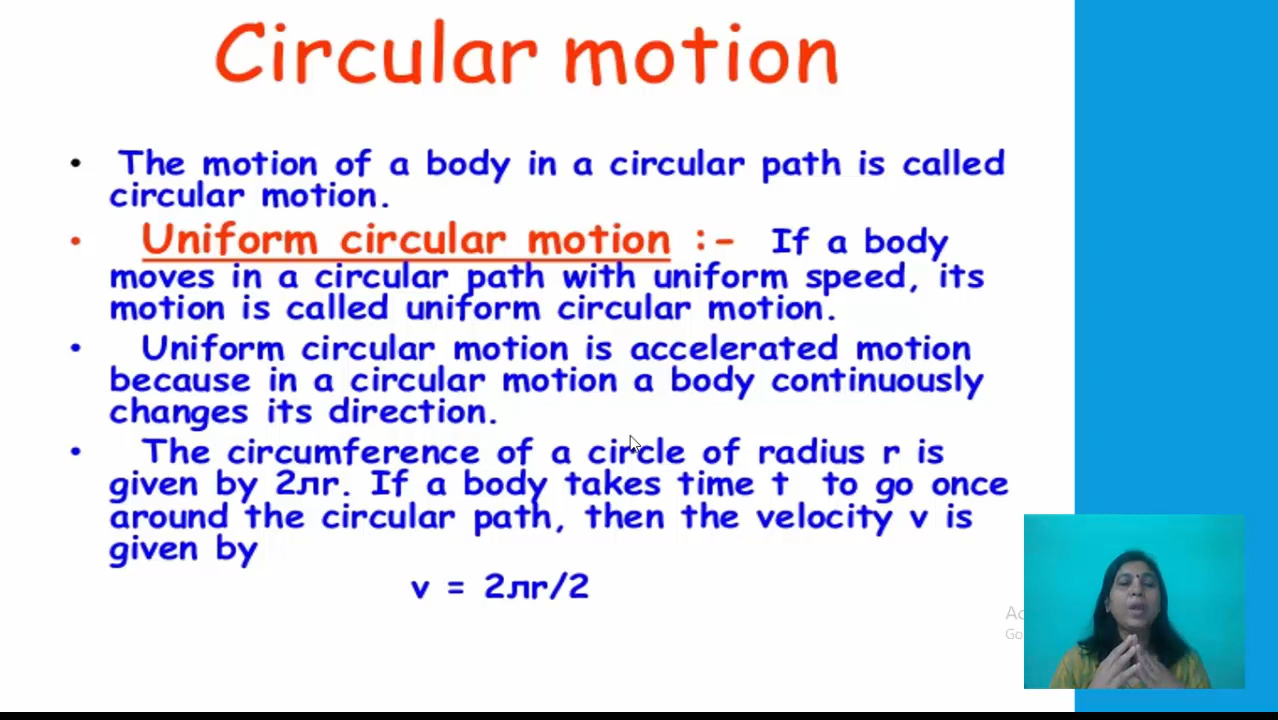 Circular motion
• The motion of a body in a circular path is called
circular motion.
• Uniform circular motion :- If a body
moves in a circular path with uniform speed, its
motion is called uniform circular motion.
• Uniform circular motion is accelerated motion
because in a circular motion a body continuously
changes its direction.
• The circumference of a circle of radius r is
given by 2лr. If a body takes time t to go once
around the circular path, then the velocity v is
given by
v = 2лr/2